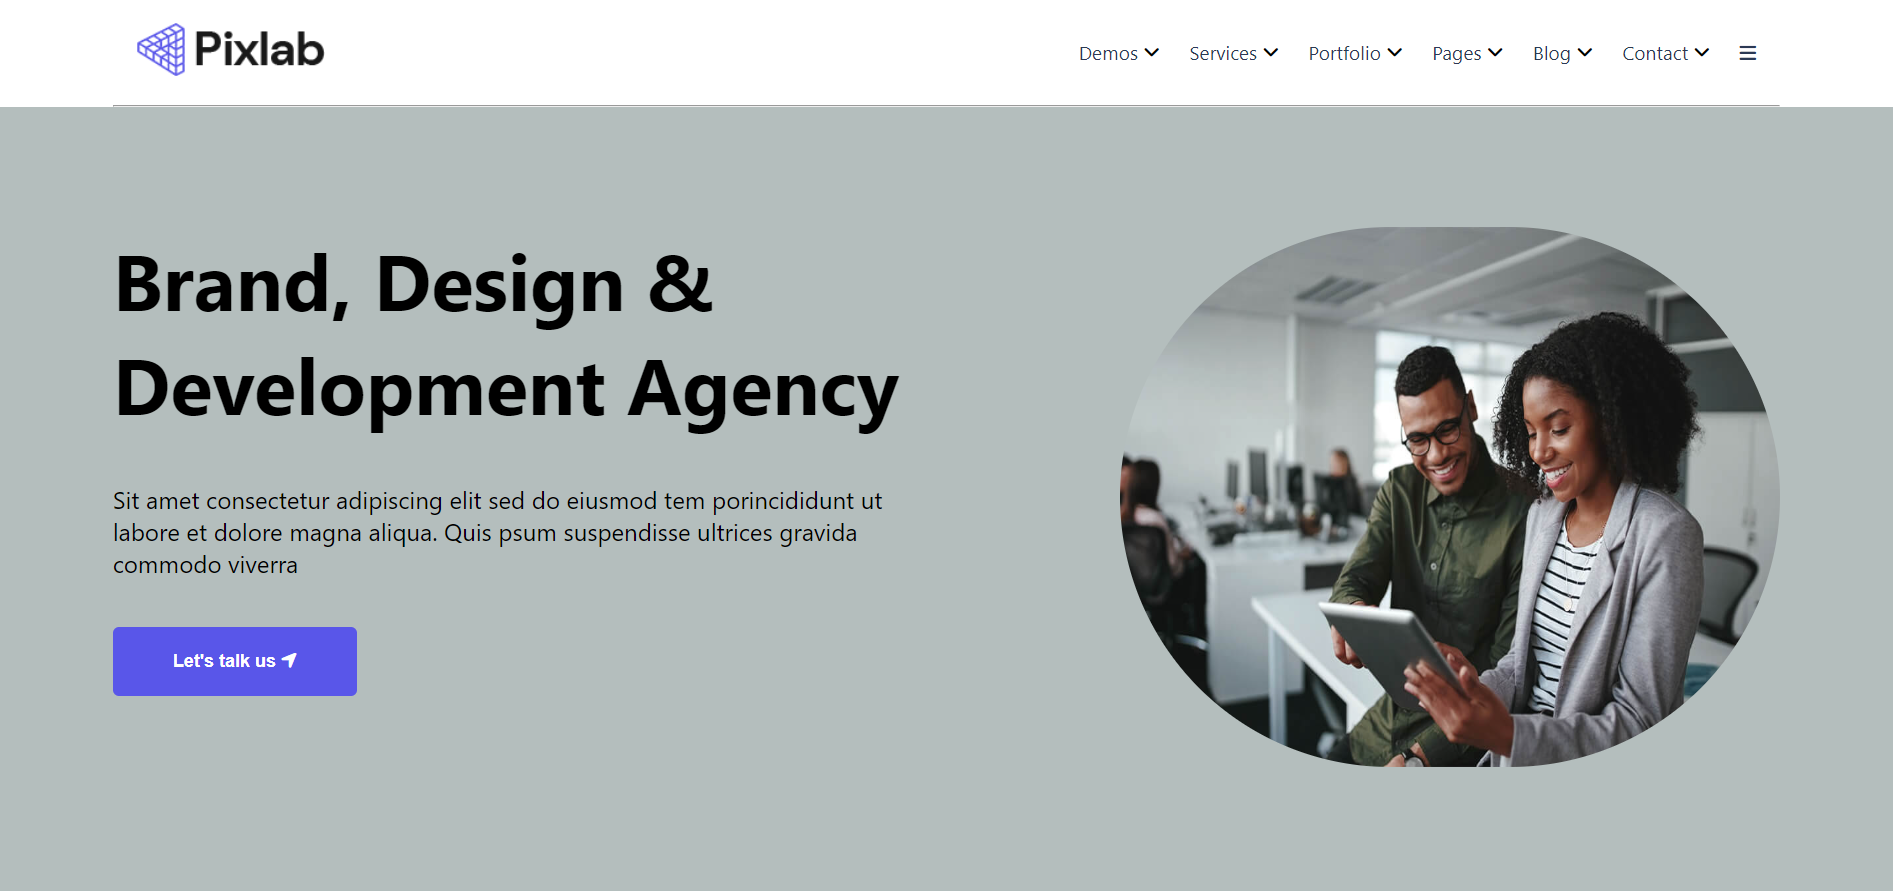 Pixlab
Demos Services Portfolio Pages Blog Contact
Brand, Design &
Development Agency
Sit amet consectetur adipiscing elit sed do eiusmod tem porincididunt ut
labore et dolore magna aliqua. Quis psum suspendisse ultrices gravida
commodo viverra
Let's talk us